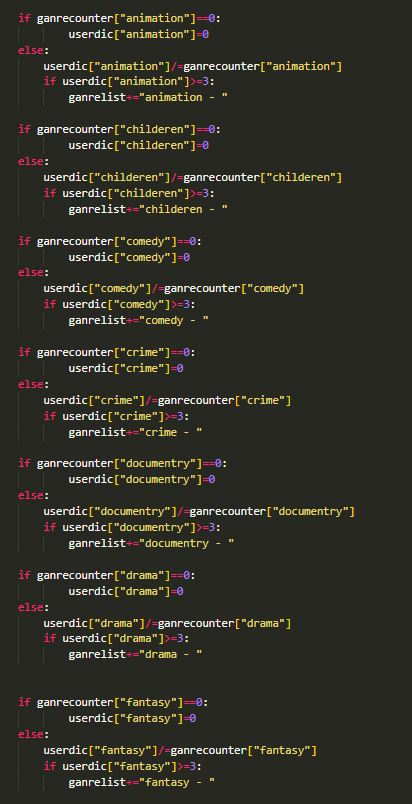 if ganrecounter["animation"]==0:
userdic["animation"]=0
else:
userdic["animation"]/=ganrecounter["animation"]
if userdic["animation"]>=3:
ganrelist+="animation - "
if ganrecounter["childeren"]==0:
userdic["childeren"]=0
else:
userdic["childeren"]/=ganrecounter["childeren"]
if userdic["childeren"]>=3:
ganrelist+="childeren - "
if ganrecounter["comedy"]==0:
userdic["comedy"]=0
else:
userdic["comedy"]/=ganrecounter["comedy"]
if userdic["comedy"]>=3:
ganrelist+="comedy - "
if ganrecounter["crime"]==0:
userdic["crime"]=0
else:
userdic["crime"]/=ganrecounter["crime"]
if userdic["crime"]>=3:
ganrelist+="crime - "
if ganrecounter["documentry"]==0:
userdic["documentry"]=0
else:
userdic["documentry"]/=ganrecounter["documentry"]
if userdic["documentry"]>=3:
ganrelist+="documentry - "
if ganrecounter["drama"]==0:
userdic["drama"]=0
else:
userdic["drama"]/=ganrecounter["drama"]
if userdic["drama"]>=3:
ganrelist+="drama - "
if ganrecounter["fantasy"]==0:
userdic["fantasy"]=0
else:
userdic["fantasy"]/=ganrecounter["fantasy"]
if userdic["fantasy"]>=3:
ganrelist+="fantasy - "